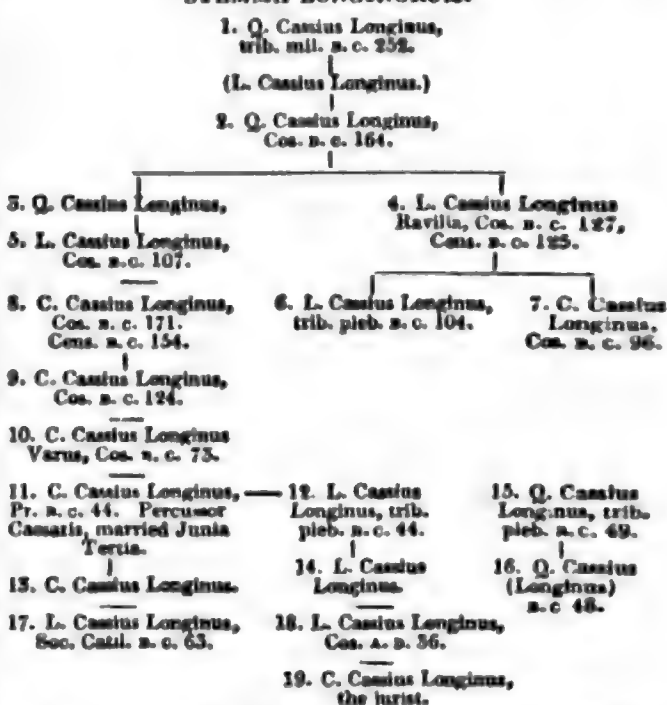 1. Q. Cassius Longinus,
trib. mil. B. C. 252.
(L. Cassius Longinus.)
2. Q. Cassius Longinus,
Cos. B. C. 164.
3. Q. Cassius Longinus,
4. L. Cassius Longinus
Ravilla, Cos. B. C. 127,
Cens. B. C. 125.
5. L. Cassius Longinus,
Cos. B. C. 107.
8. C. Cassius Longinus,
Cos. B. C. 171.
Cens. B. C. 154.
6. L. Cassius Longinus,
trib. pleb. B. C. 104.
7. C. Cassius
Longinus,
Cos. B. C. 96.
9. C. Cassius Longinus,
Cos. B. C. 124.
10. C. Cassius Longinus
Varus, Cos. B. C. 73.
11. C. Cassius Longinus,
Pr. B. C. 44. Percussor
Caesaris, married Junia
Tertia.
12. L. Cassius
Longinus, trib.
pleb. B. C. 44.
15. Q. Cassius
Longinus, trib.
pleb. B. C. 49.
13. C. Cassius Longinus.
14. L. Cassius
Longinus.
16. Q. Cassius
(Longinus)
B. C 48.
17. L. Cassius Longinus,
Soc. Catil. B. C. 63.
18. L. Cassius Longinus,
Cos. A. D. 36.
19. C. Cassius Longinus,
the jurist.